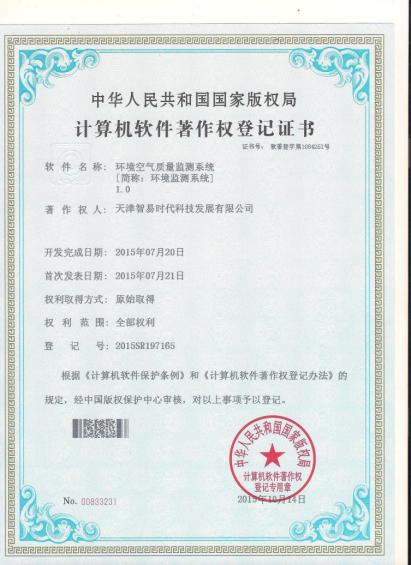 中华人民共和国国家版权局
计算机软件著作权登记证书
证书号： 软著登字第1084251号
软件名称： 环境空气质量监测系统
[简称：环境监测系统]
1.0
著作权人： 天津智易时代科技发展有限公司
开发完成日期： 2015年07月20日
首次发表日期： 2015年07月21日
权利取得方式： 原始取得
权利范围： 全部权利
登记号： 2015SR197165
根据《计算机软件保护条例》和《计算机软件著作权登记办法》的
规定，经中国版权保护中心审核，对以上事项予以登记。
中华人民共和国国家版权局
计算机软件著作权
登记专用章
2015年10月14日
No. 00833231